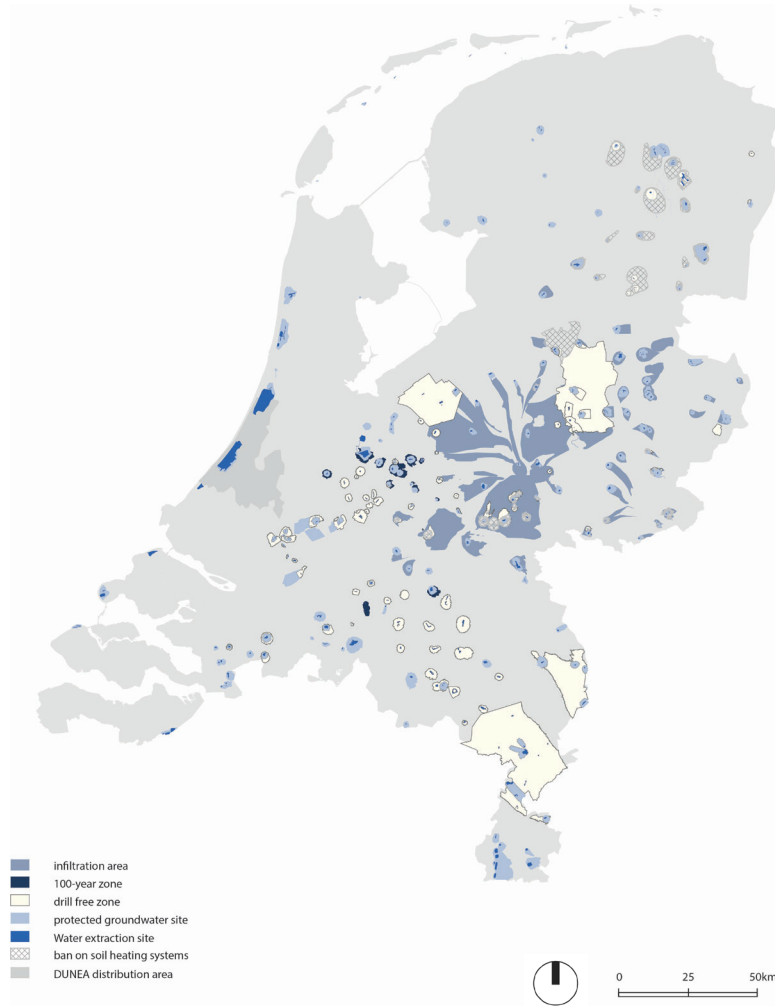 infiltration area
100-year zone
drill free zone
protected groundwater site
Water extraction site
ban on soil heating systems
DUNEA distribution area
0 25 50km